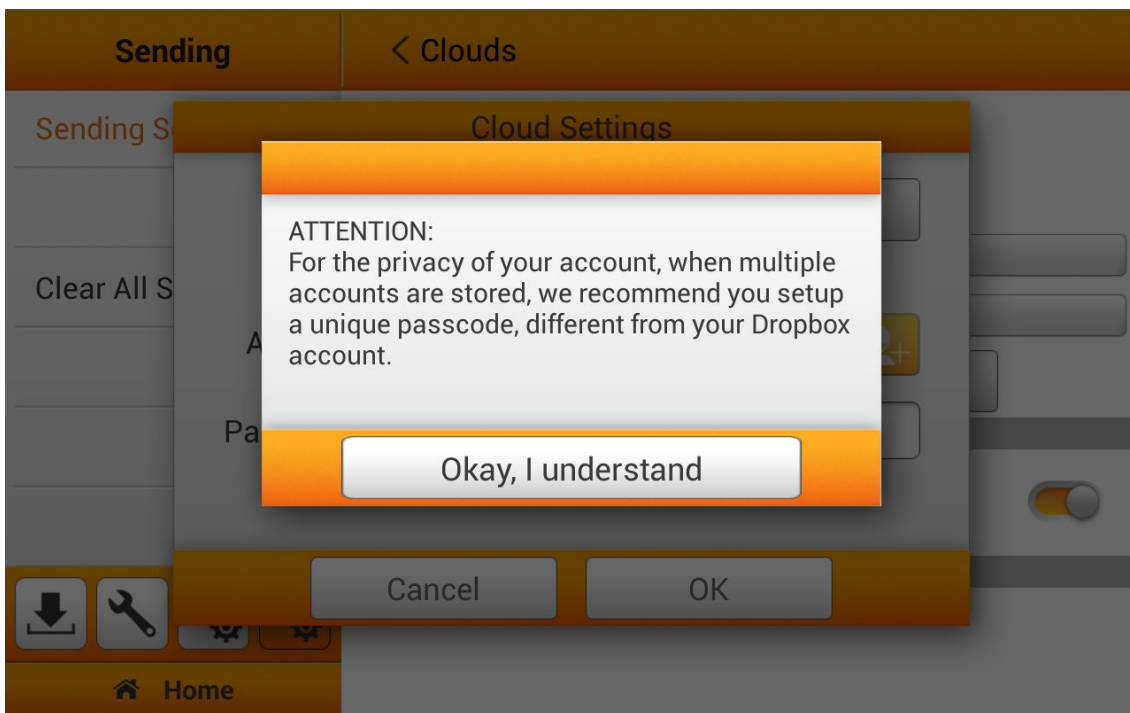 Sending
< Clouds
Sending S
Cloud Settings
ATTENTION:
For the privacy of your account, when multiple
accounts are stored, we recommend you setup
a unique passcode, different from your Dropbox
account.
Clear All S
A
Pa
Okay, I understand
Cancel
OK
Home